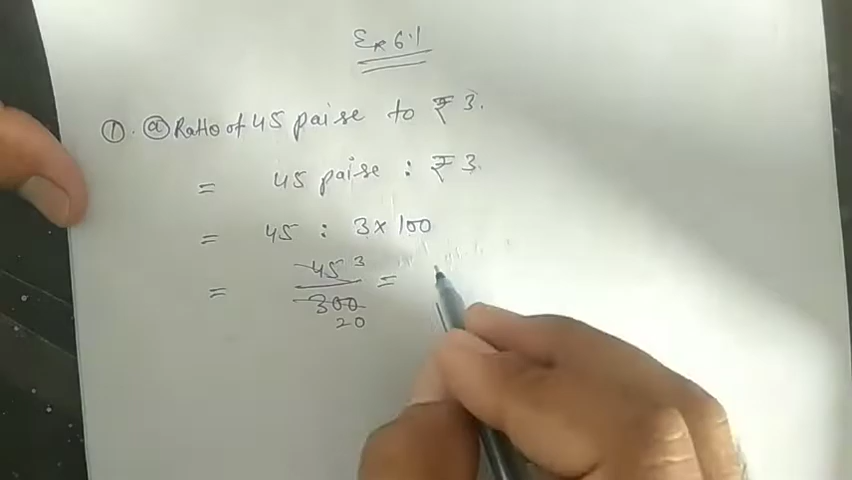 Ex 6.1
① . ⓐ Ratio of 45 paise to ₹ 3.
= 45 paise : ₹ 3.
= 45 : 3 × 100
= 45 3 / 300 20 =